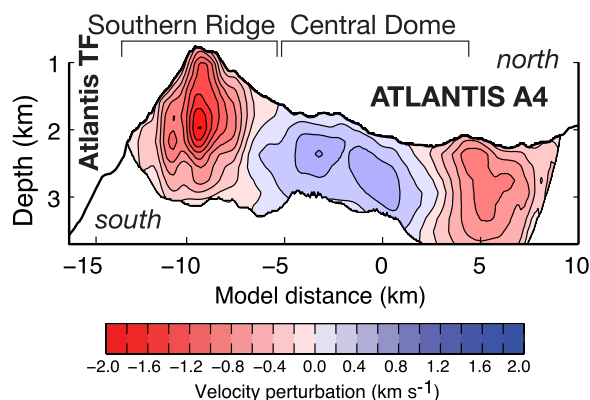 Southern Ridge Central Dome
Atlantis TF
north
ATLANTIS A4
south
Depth (km)
1
2
3
−15 −10 −5 0 5 10
Model distance (km)
−2.0 −1.6 −1.2 −0.8 −0.4 0.0 0.4 0.8 1.2 1.6 2.0
Velocity perturbation (km s-1)